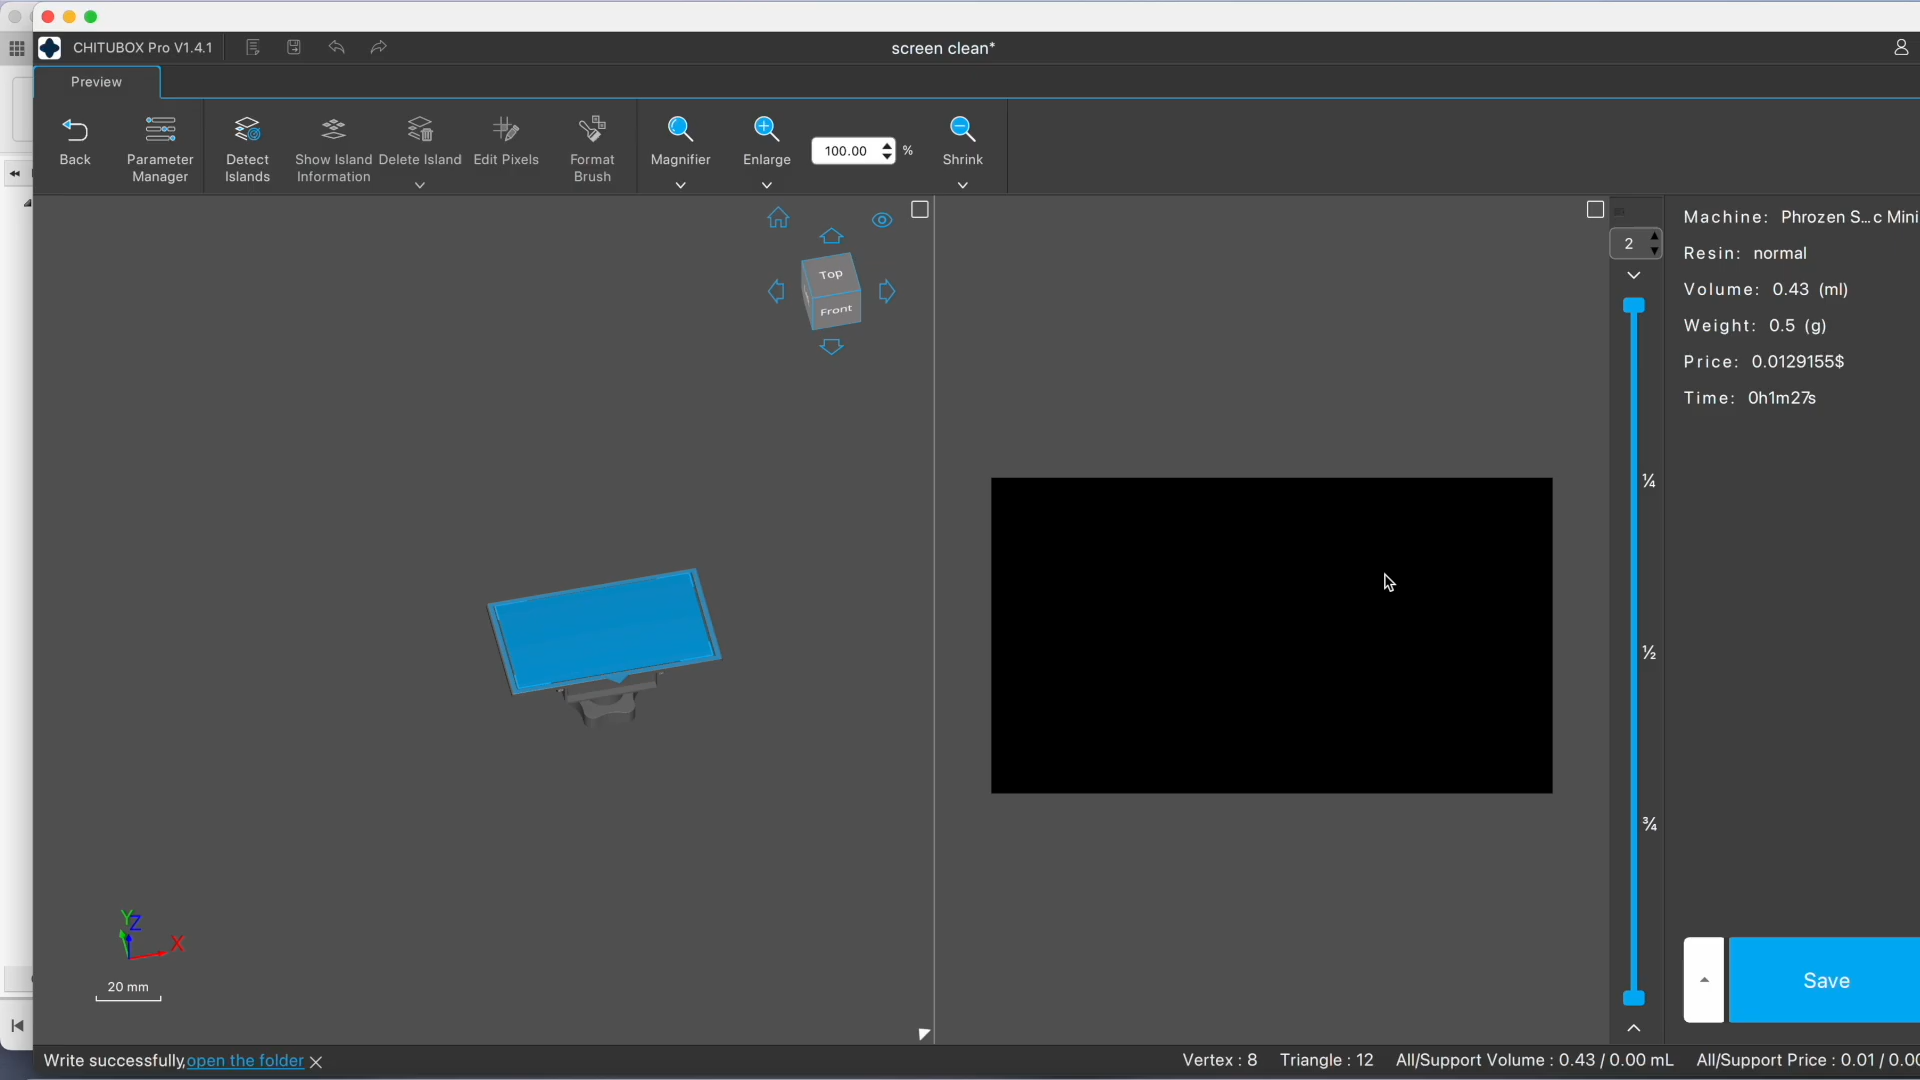 CHITUBOX Pro V1.4.1
screen clean*
Preview
Back
Parameter
Manager
Detect
Islands
Show Island
Information
Delete Island
Edit Pixels
Format
Brush
Magnifier
Enlarge
100.00
%
Shrink
Top
Front
2
¼
½
¾
Machine: Phrozen S...c Mini
Resin: normal
Volume: 0.43 (ml)
Weight: 0.5 (g)
Price: 0.0129155$
Time: 0h1m27s
Y
Z
X
20 mm
Save
Write successfully,open the folder
Vertex : 8
Triangle : 12
All/Support Volume : 0.43 / 0.00 mL
All/Support Price : 0.01 / 0.00